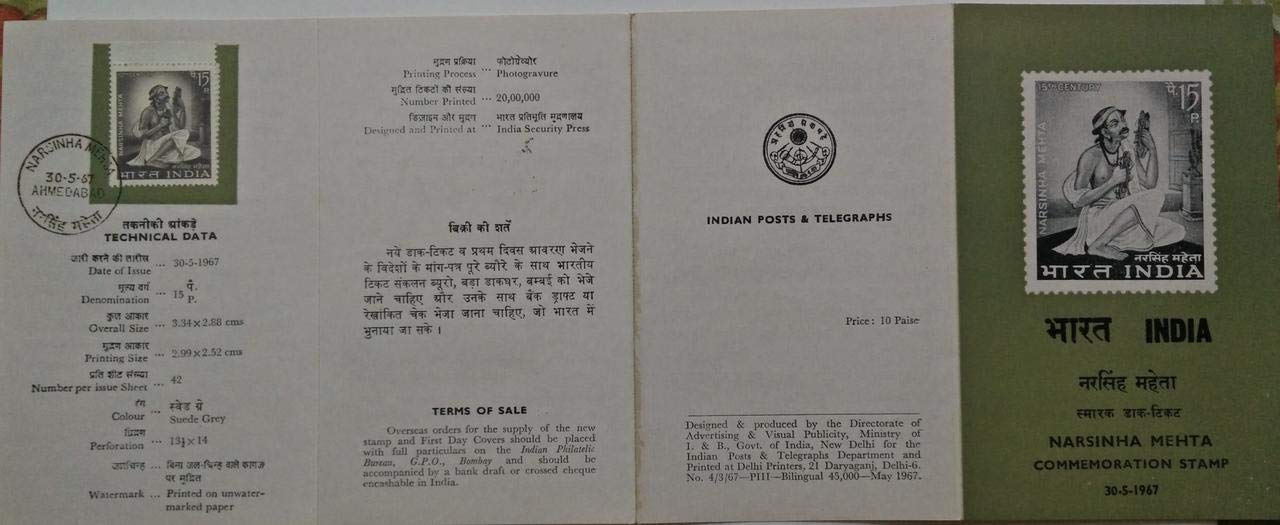 15TH CENTURY
पै. 15 P.
NARSINHA MEHTA
नरसिंह महेता
भारत INDIA
NARSINHA MEHTA
30-5-67
AHMEDABAD
नरसिंह महेता
तकनीकी आंकड़े
TECHNICAL DATA
जारी करने की तारीख
Date of Issue ... 30-5-1967
मूल्य वर्ग
Denomination ... 15 पै. P.
कुल आकार
Overall Size ... 3.34×2.88 cms
मुद्रण आकार
Printing Size ... 2.99×2.52 cms
प्रति शीट संख्या
Number per issue Sheet ... 42
रंग ... स्वेड ग्रे
Colour Suede Grey
छिद्रण
Perforation ... 13½×14
जलचिन्ह ... बिना जल-चिन्ह वाले कागज
पर मुद्रित
Watermark ... Printed on unwater-
marked paper
मुद्रण प्रक्रिया फोटोग्रेव्योर
Printing Process ... Photogravure
मुद्रित टिकटों की संख्या
Number Printed ... 20,00,000
डिज़ाइन और मुद्रण भारत प्रतिभूति मुद्रणालय
Designed and Printed at ... India Security Press
बिक्री की शर्तें
नये डाक-टिकट व प्रथम दिवस आवरण भेजने
के विदेशों के मांग-पत्र पूरे ब्यौरे के साथ भारतीय
टिकट संकलन ब्यूरो, बड़ा डाकघर, बम्बई को भेजे
जाने चाहिए और उनके साथ बैंक ड्राफ्ट या
रेखांकित चेक भेजा जाना चाहिए, जो भारत में
भुनाया जा सके ।
TERMS OF SALE
Overseas orders for the supply of the new
stamp and First Day Covers should be placed
with full particulars on the Indian Philatelic
Bureau, G.P.O., Bombay and should be
accompanied by a bank draft or crossed cheque
encashable in India.
INDIAN POSTS & TELEGRAPHS
Price: 10 Paise
Designed & produced by the Directorate of
Advertising & Visual Publicity, Ministry of
I. & B., Govt. of India, New Delhi for the
Indian Posts & Telegraphs Department and
Printed at Delhi Printers, 21 Daryaganj, Delhi-6.
No. 4/3/67—PIII—Bilingual 45,000—May 1967.
15TH CENTURY
पै. 15 P.
NARSINHA MEHTA
नरसिंह महेता
भारत INDIA
भारत INDIA
नरसिंह महेता
स्मारक डाक-टिकट
NARSINHA MEHTA
COMMEMORATION STAMP
30-5-1967